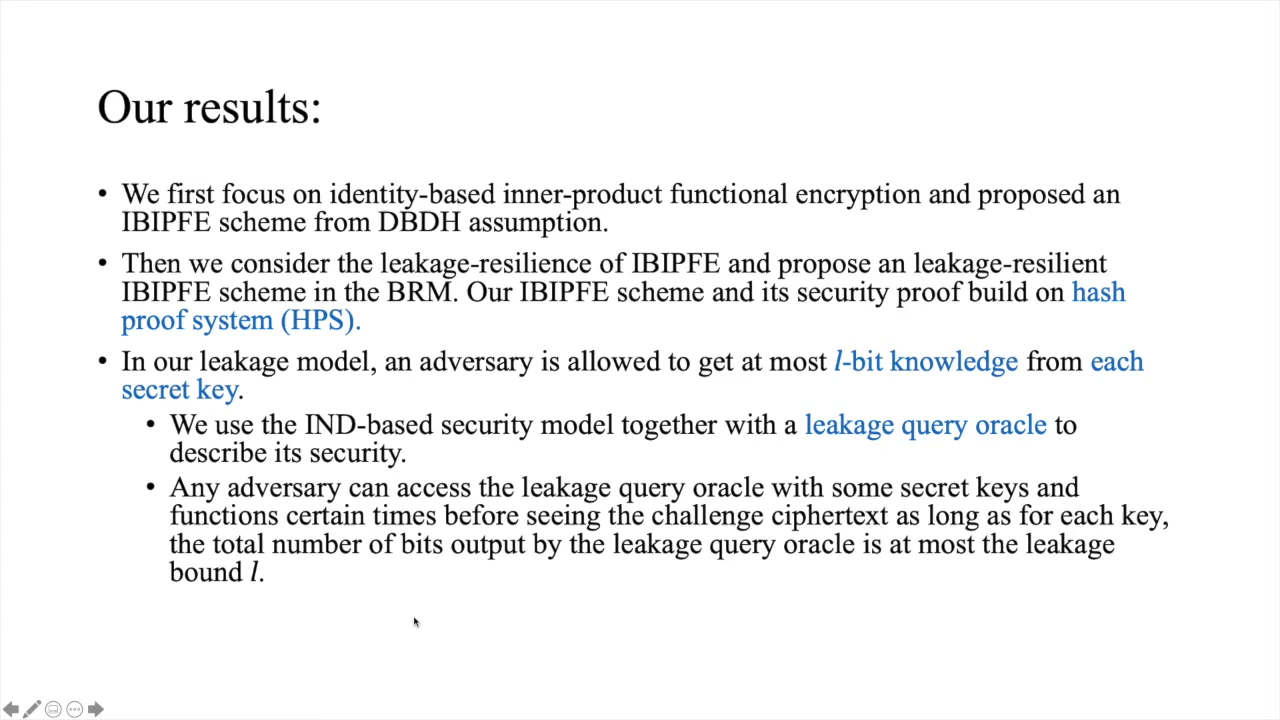 Our results:
• We first focus on identity-based inner-product functional encryption and proposed an
IBIPFE scheme from DBDH assumption.
• Then we consider the leakage-resilience of IBIPFE and propose an leakage-resilient
IBIPFE scheme in the BRM. Our IBIPFE scheme and its security proof build on hash
proof system (HPS).
• In our leakage model, an adversary is allowed to get at most l-bit knowledge from each
secret key.
• We use the IND-based security model together with a leakage query oracle to
describe its security.
• Any adversary can access the leakage query oracle with some secret keys and
functions certain times before seeing the challenge ciphertext as long as for each key,
the total number of bits output by the leakage query oracle is at most the leakage
bound l.